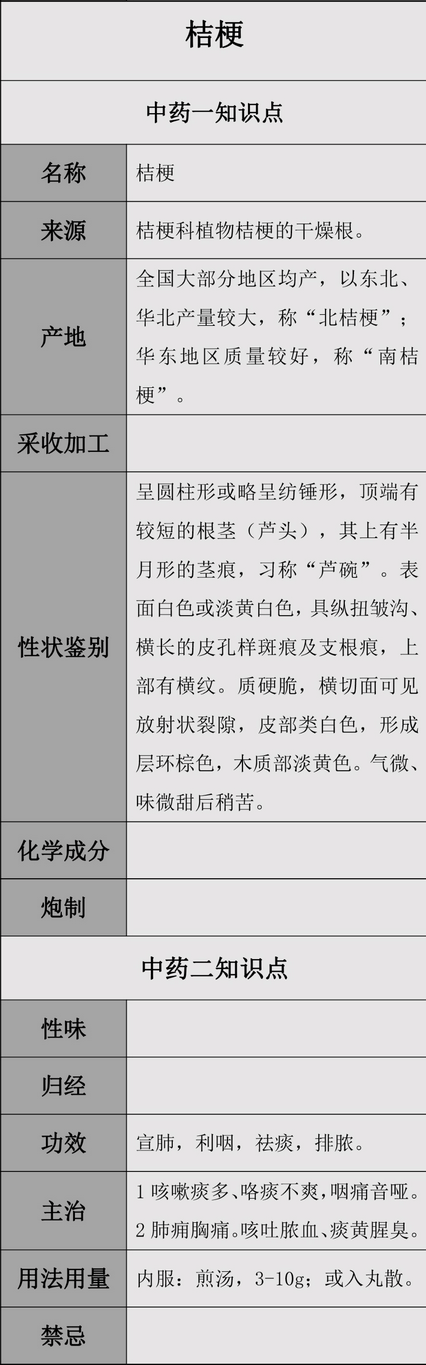 桔梗
中药一知识点
名称
桔梗
来源
桔梗科植物桔梗的干燥根。
产地
全国大部分地区均产，以东北、
华北产量较大，称“北桔梗”；
华东地区质量较好，称“南桔
梗”。
采收加工
性状鉴别
呈圆柱形或略呈纺锤形，顶端有
较短的根茎（芦头），其上有半
月形的茎痕，习称“芦碗”。表
面白色或淡黄白色，具纵扭皱沟、
横长的皮孔样斑痕及支根痕，上
部有横纹。质硬脆，横切面可见
放射状裂隙，皮部类白色，形成
层环棕色，木质部淡黄色。气微、
味微甜后稍苦。
化学成分
炮制
中药二知识点
性味
归经
功效
宣肺，利咽，祛痰，排脓。
主治
1 咳嗽痰多、咯痰不爽，咽痛音哑。
2 肺痈胸痛。咳吐脓血、痰黄腥臭。
用法用量
内服：煎汤，3-10g；或入丸散。
禁忌